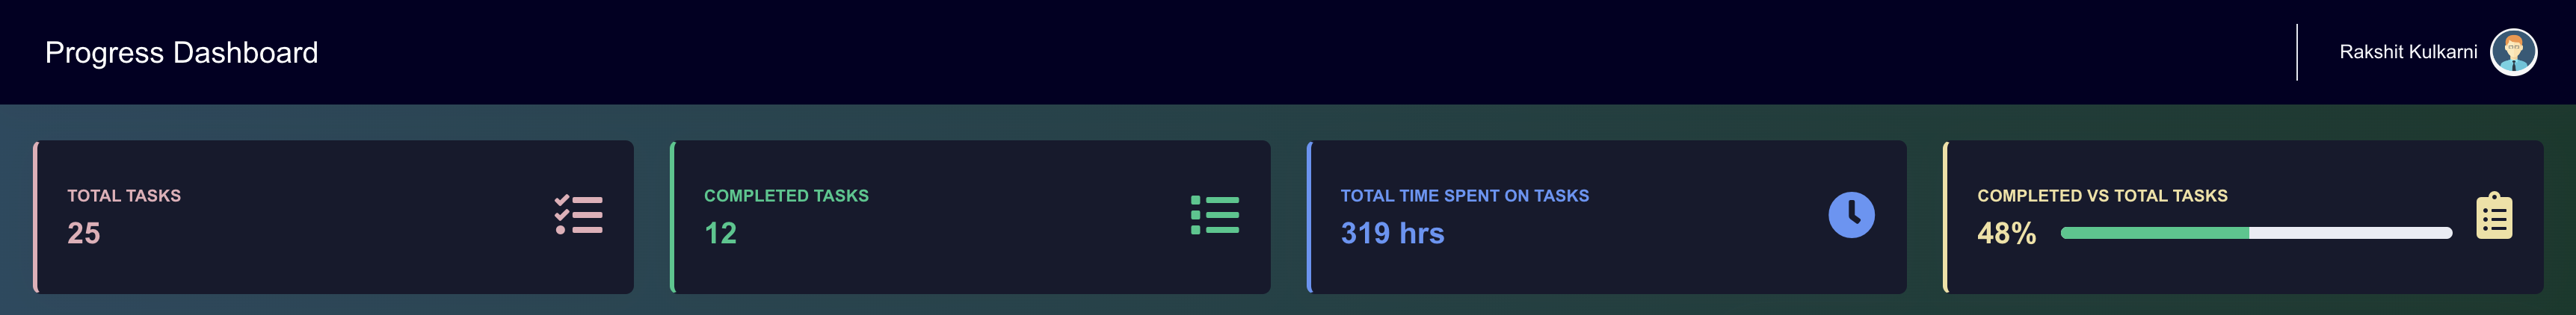 Progress Dashboard
Rakshit Kulkarni
TOTAL TASKS
25
COMPLETED TASKS
12
TOTAL TIME SPENT ON TASKS
319 hrs
COMPLETED VS TOTAL TASKS
48%